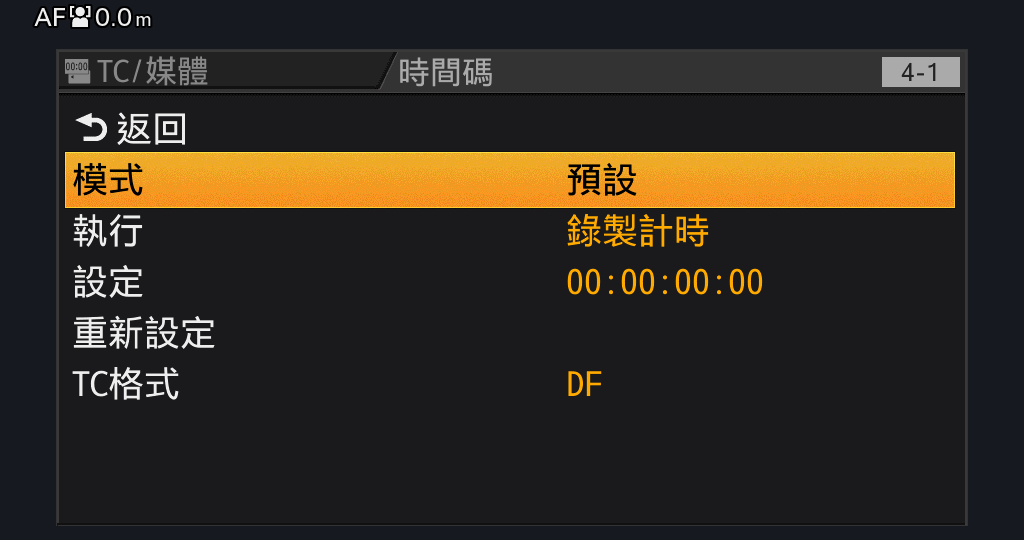 AF 0.0m
00:00 TC/媒體 時間碼 4-1
返回
模式 預設
執行 錄製計時
設定 00:00:00:00
重新設定
TC格式 DF